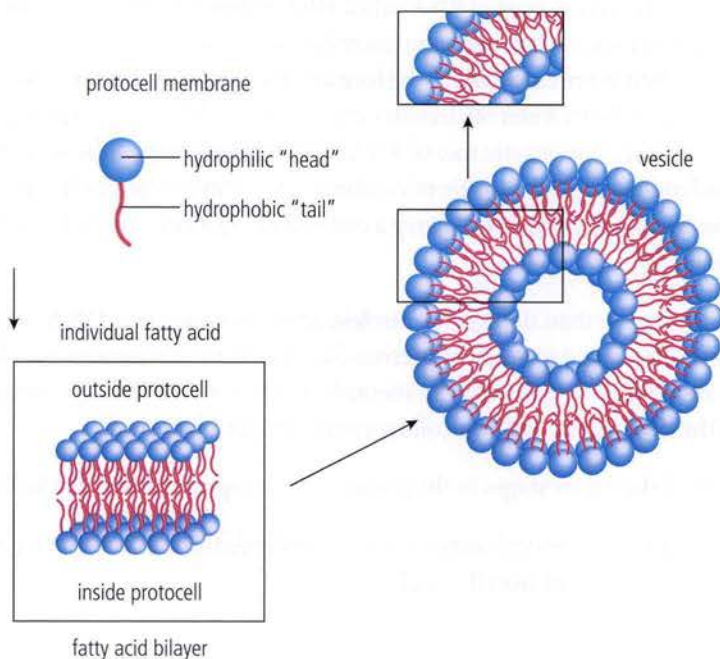 protocell membrane
hydrophilic "head"
hydrophobic "tail"
vesicle
individual fatty acid
outside protocell
inside protocell
fatty acid bilayer